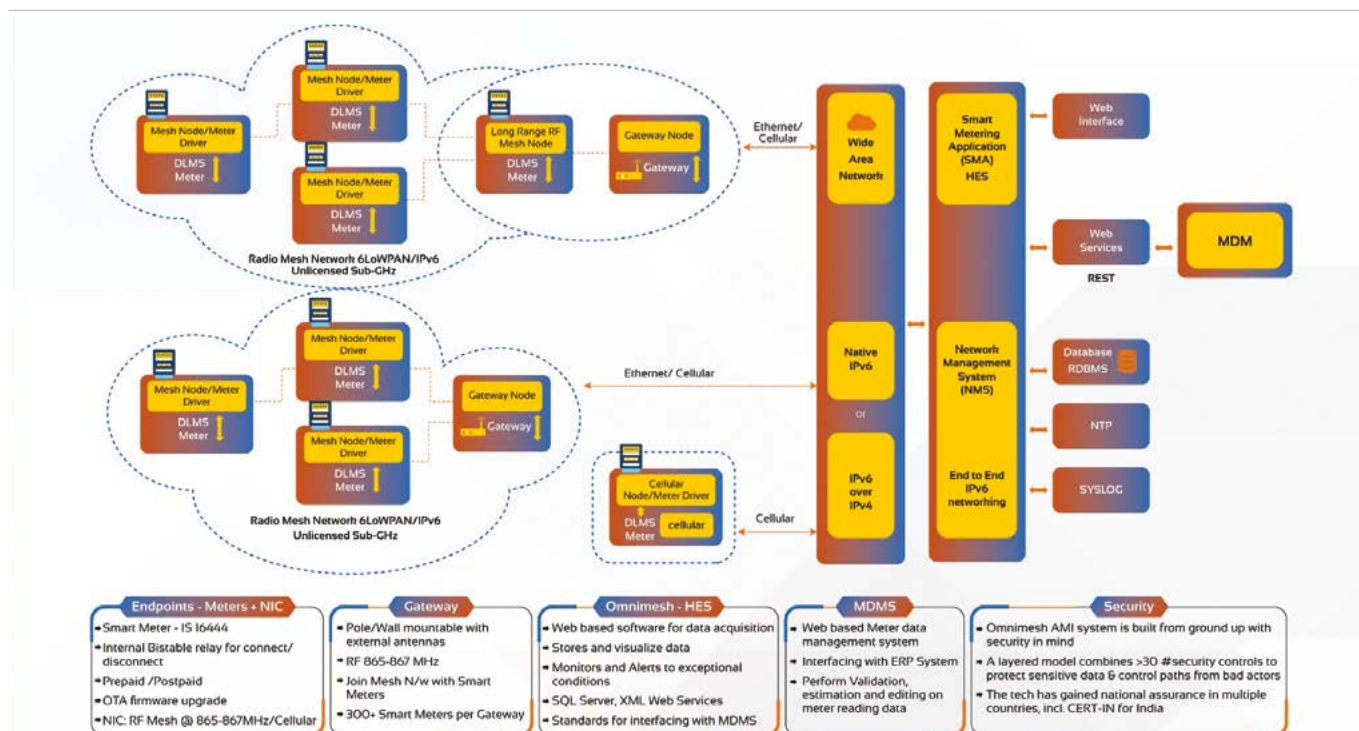 Mesh Node/Meter
Driver
DLMS
Meter
Mesh Node/Meter
Driver
DLMS
Meter
Mesh Node/Meter
Driver
DLMS
Meter
Long Range RF
Mesh Node
DLMS
Meter
Gateway Node
Gateway
Radio Mesh Network 6LoWPAN/IPv6
Unlicensed Sub-GHz
Ethernet/
Cellular
Mesh Node/Meter
Driver
DLMS
Meter
Mesh Node/Meter
Driver
DLMS
Meter
Mesh Node/Meter
Driver
DLMS
Meter
Gateway Node
Gateway
Radio Mesh Network 6LoWPAN/IPv6
Unlicensed Sub-GHz
Ethernet/ Cellular
Cellular
Node/Meter Driver
DLMS
Meter
cellular
Cellular
Wide
Area
Network
Native
IPv6
or
IPv6
over
IPv4
Smart
Metering
Application
(SMA)
HES
Network
Management
System
(NMS)
End to End
IPv6
networking
Web
Interface
Web
Services
REST
MDM
Database
RDBMS
NTP
SYSLOG
Endpoints - Meters + NIC
Smart Meter - IS 16444
Internal Bistable relay for connect/
disconnect
Prepaid /Postpaid
OTA firmware upgrade
NIC: RF Mesh @ 865-867MHz/Cellular
Gateway
Pole/Wall mountable with
external antennas
RF 865-867 MHz
Join Mesh N/w with Smart
Meters
300+ Smart Meters per Gateway
Omnimesh - HES
Web based software for data acquisition
Stores and visualize data
Monitors and Alerts to exceptional
conditions
SQL Server, XML Web Services
Standards for interfacing with MDMS
MDMS
Web based Meter data
management system
Interfacing with ERP System
Perform Validation,
estimation and editing on
meter reading data
Security
Omnimesh AMI system is built from ground up with
security in mind
A layered model combines >30 #security controls to
protect sensitive data & control paths from bad actors
The tech has gained national assurance in multiple
countries, incl. CERT-IN for India